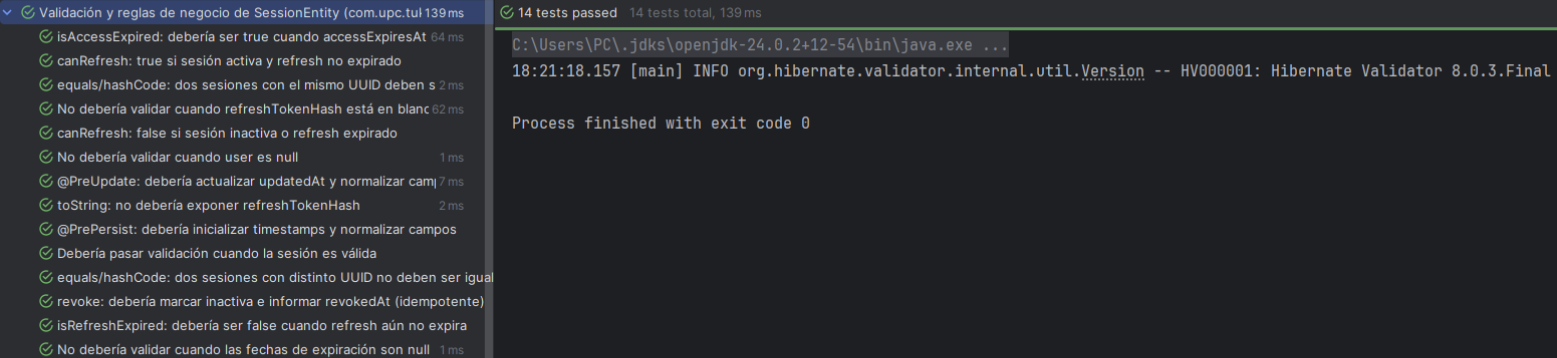 Validación y reglas de negocio de SessionEntity (com.upc.tul 139 ms
isAccessExpired: debería ser true cuando accessExpiresAt 64 ms
canRefresh: true si sesión activa y refresh no expirado
equals/hashCode: dos sesiones con el mismo UUID deben s 2 ms
No debería validar cuando refreshTokenHash está en blanc 62 ms
canRefresh: false si sesión inactiva o refresh expirado
No debería validar cuando user es null 1 ms
@PreUpdate: debería actualizar updatedAt y normalizar cam 7 ms
toString: no debería exponer refreshTokenHash 2 ms
@PrePersist: debería inicializar timestamps y normalizar campos
Debería pasar validación cuando la sesión es válida
equals/hashCode: dos sesiones con distinto UUID no deben ser igual
revoke: debería marcar inactiva e informar revokedAt (idempotente)
isRefreshExpired: debería ser false cuando refresh aún no expira
No debería validar cuando las fechas de expiración son null 1 ms
14 tests passed 14 tests total, 139 ms
C:\Users\PC\.jdks\openjdk-24.0.2+12-54\bin\java.exe ...
18:21:18.157 [main] INFO org.hibernate.validator.internal.util.Version -- HV000001: Hibernate Validator 8.0.3.Final
Process finished with exit code 0